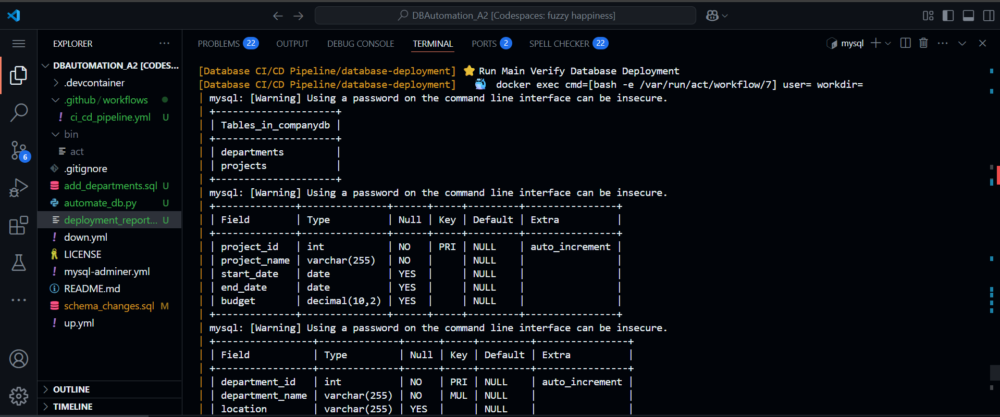 DBAutomation_A2 [Codespaces: fuzzy happiness]
EXPLORER
DBAUTOMATION_A2 [CODES...
.devcontainer
.github/workflows
ci_cd_pipeline.yml U
bin
act
.gitignore
add_departments.sql U
automate_db.py U
deployment_report... U
down.yml
LICENSE
mysql-adminer.yml
README.md
schema_changes.sql M
up.yml
OUTLINE
TIMELINE
6
PROBLEMS 22 OUTPUT DEBUG CONSOLE TERMINAL PORTS 2 SPELL CHECKER 22 mysql
[Database CI/CD Pipeline/database-deployment] ⭐ Run Main Verify Database Deployment
[Database CI/CD Pipeline/database-deployment]   🐳  docker exec cmd=[bash -e /var/run/act/workflow/7] user= workdir=
| mysql: [Warning] Using a password on the command line interface can be insecure.
| +---------------------+
| | Tables_in_companydb |
| +---------------------+
| | departments         |
| | projects            |
| +---------------------+
| mysql: [Warning] Using a password on the command line interface can be insecure.
| +--------------+---------------+------+-----+---------+----------------+
| | Field        | Type          | Null | Key | Default | Extra          |
| +--------------+---------------+------+-----+---------+----------------+
| | project_id   | int           | NO   | PRI | NULL    | auto_increment |
| | project_name | varchar(255)  | NO   |     | NULL    |                |
| | start_date   | date          | YES  |     | NULL    |                |
| | end_date     | date          | YES  |     | NULL    |                |
| | budget       | decimal(10,2) | YES  |     | NULL    |                |
| +--------------+---------------+------+-----+---------+----------------+
| mysql: [Warning] Using a password on the command line interface can be insecure.
| +-----------------+--------------+------+-----+---------+----------------+
| | Field           | Type         | Null | Key | Default | Extra          |
| +-----------------+--------------+------+-----+---------+----------------+
| | department_id   | int          | NO   | PRI | NULL    | auto_increment |
| | department_name | varchar(255) | NO   | MUL | NULL    |                |
| | location        | varchar(255) | YES  |     | NULL    |                |